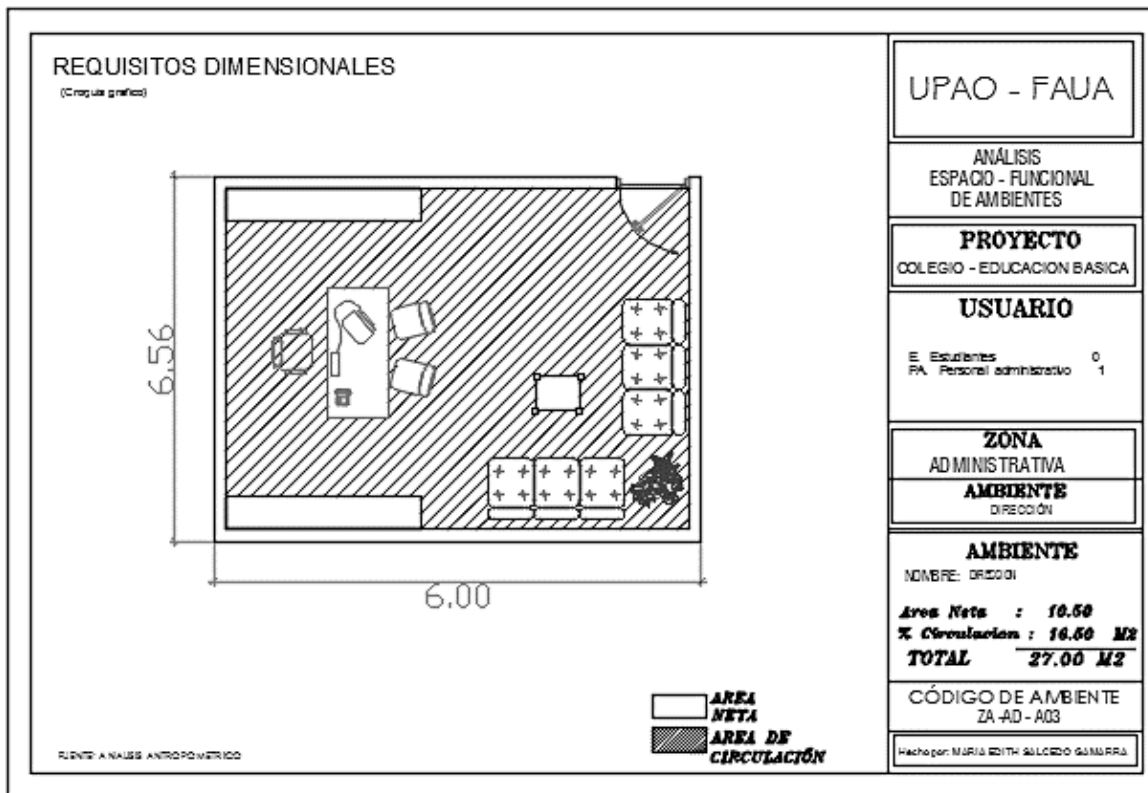 REQUISITOS DIMENSIONALES
(Croquis grafico)
6.56
6.00
AREA
NETA
AREA DE
CIRCULACIÓN
FUENTE: ANALISIS ANTROPOMETRICO
UPAO - FAUA
ANÁLISIS
ESPACIO - FUNCIONAL
DE AMBIENTES
PROYECTO
COLEGIO - EDUCACION BASICA
USUARIO
E. Estudiantes 0
PA. Personal administrativo 1
ZONA
ADMINISTRATIVA
AMBIENTE
DIRECCIÓN
AMBIENTE
NOMBRE:
Area Neta : 10.50
% Circulacion : 16.50 M2
TOTAL 27.00 M2
CÓDIGO DE AMBIENTE
ZA-AD - A03
Hecho por: MARIA EDITH SALCEDO GAMARRA